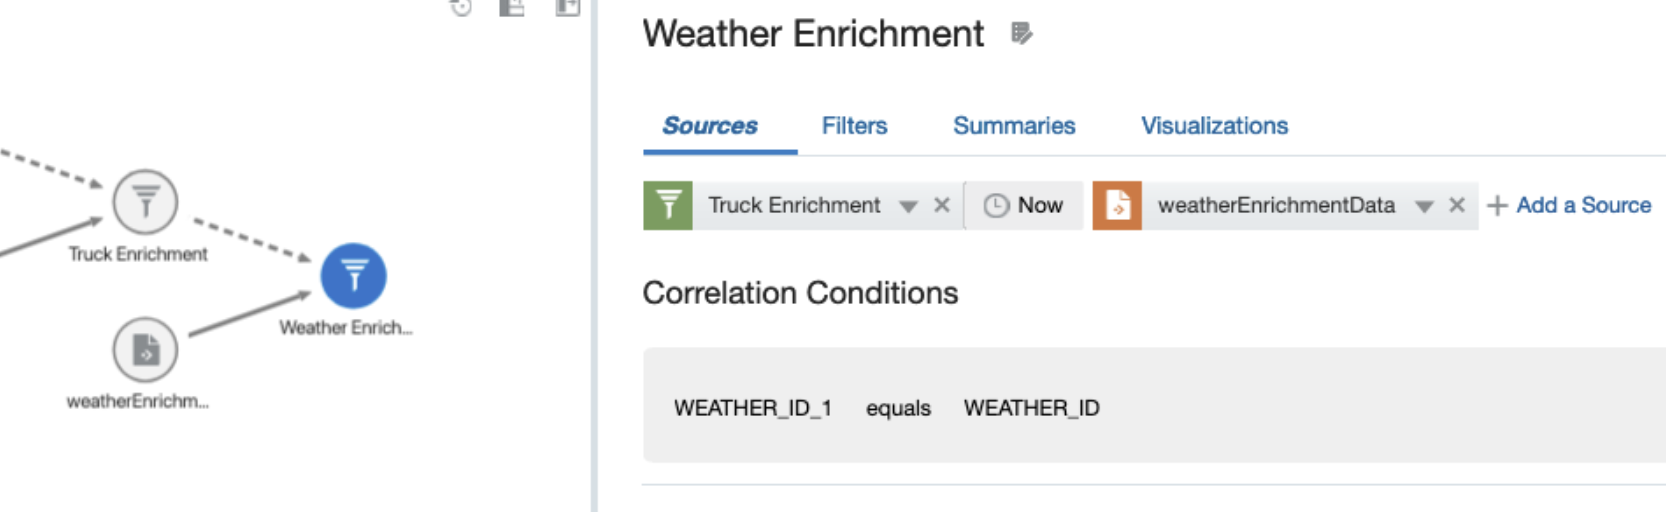 Truck Enrichment
Weather Enrich...
weatherEnrichm...
Weather Enrichment
Sources Filters Summaries Visualizations
Truck Enrichment Now weatherEnrichmentData + Add a Source
Correlation Conditions
WEATHER_ID_1 equals WEATHER_ID